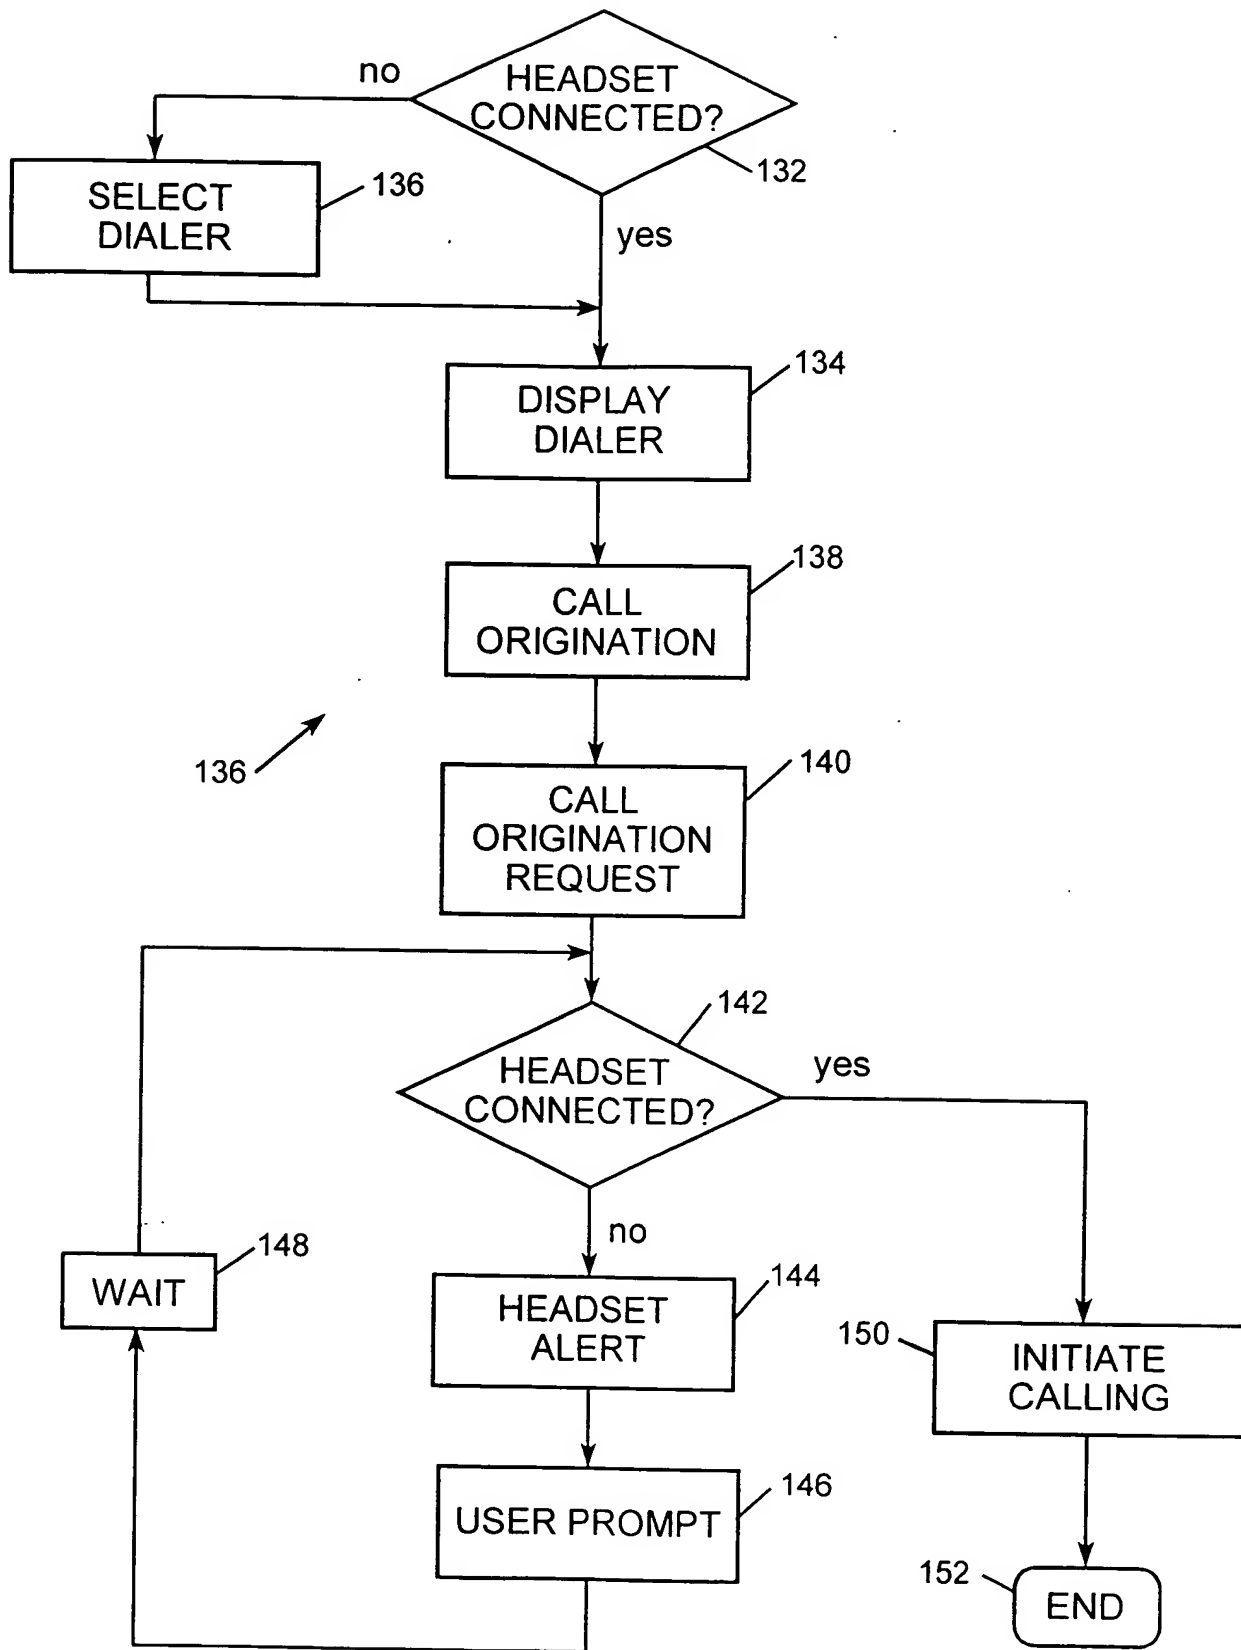 no
HEADSET
CONNECTED?
132
SELECT
DIALER
136
yes
134
DISPLAY
DIALER
138
CALL
ORIGINATION
136
140
CALL
ORIGINATION
REQUEST
142
HEADSET
CONNECTED?
yes
no
148
WAIT
144
HEADSET
ALERT
150
INITIATE
CALLING
146
USER PROMPT
152
END